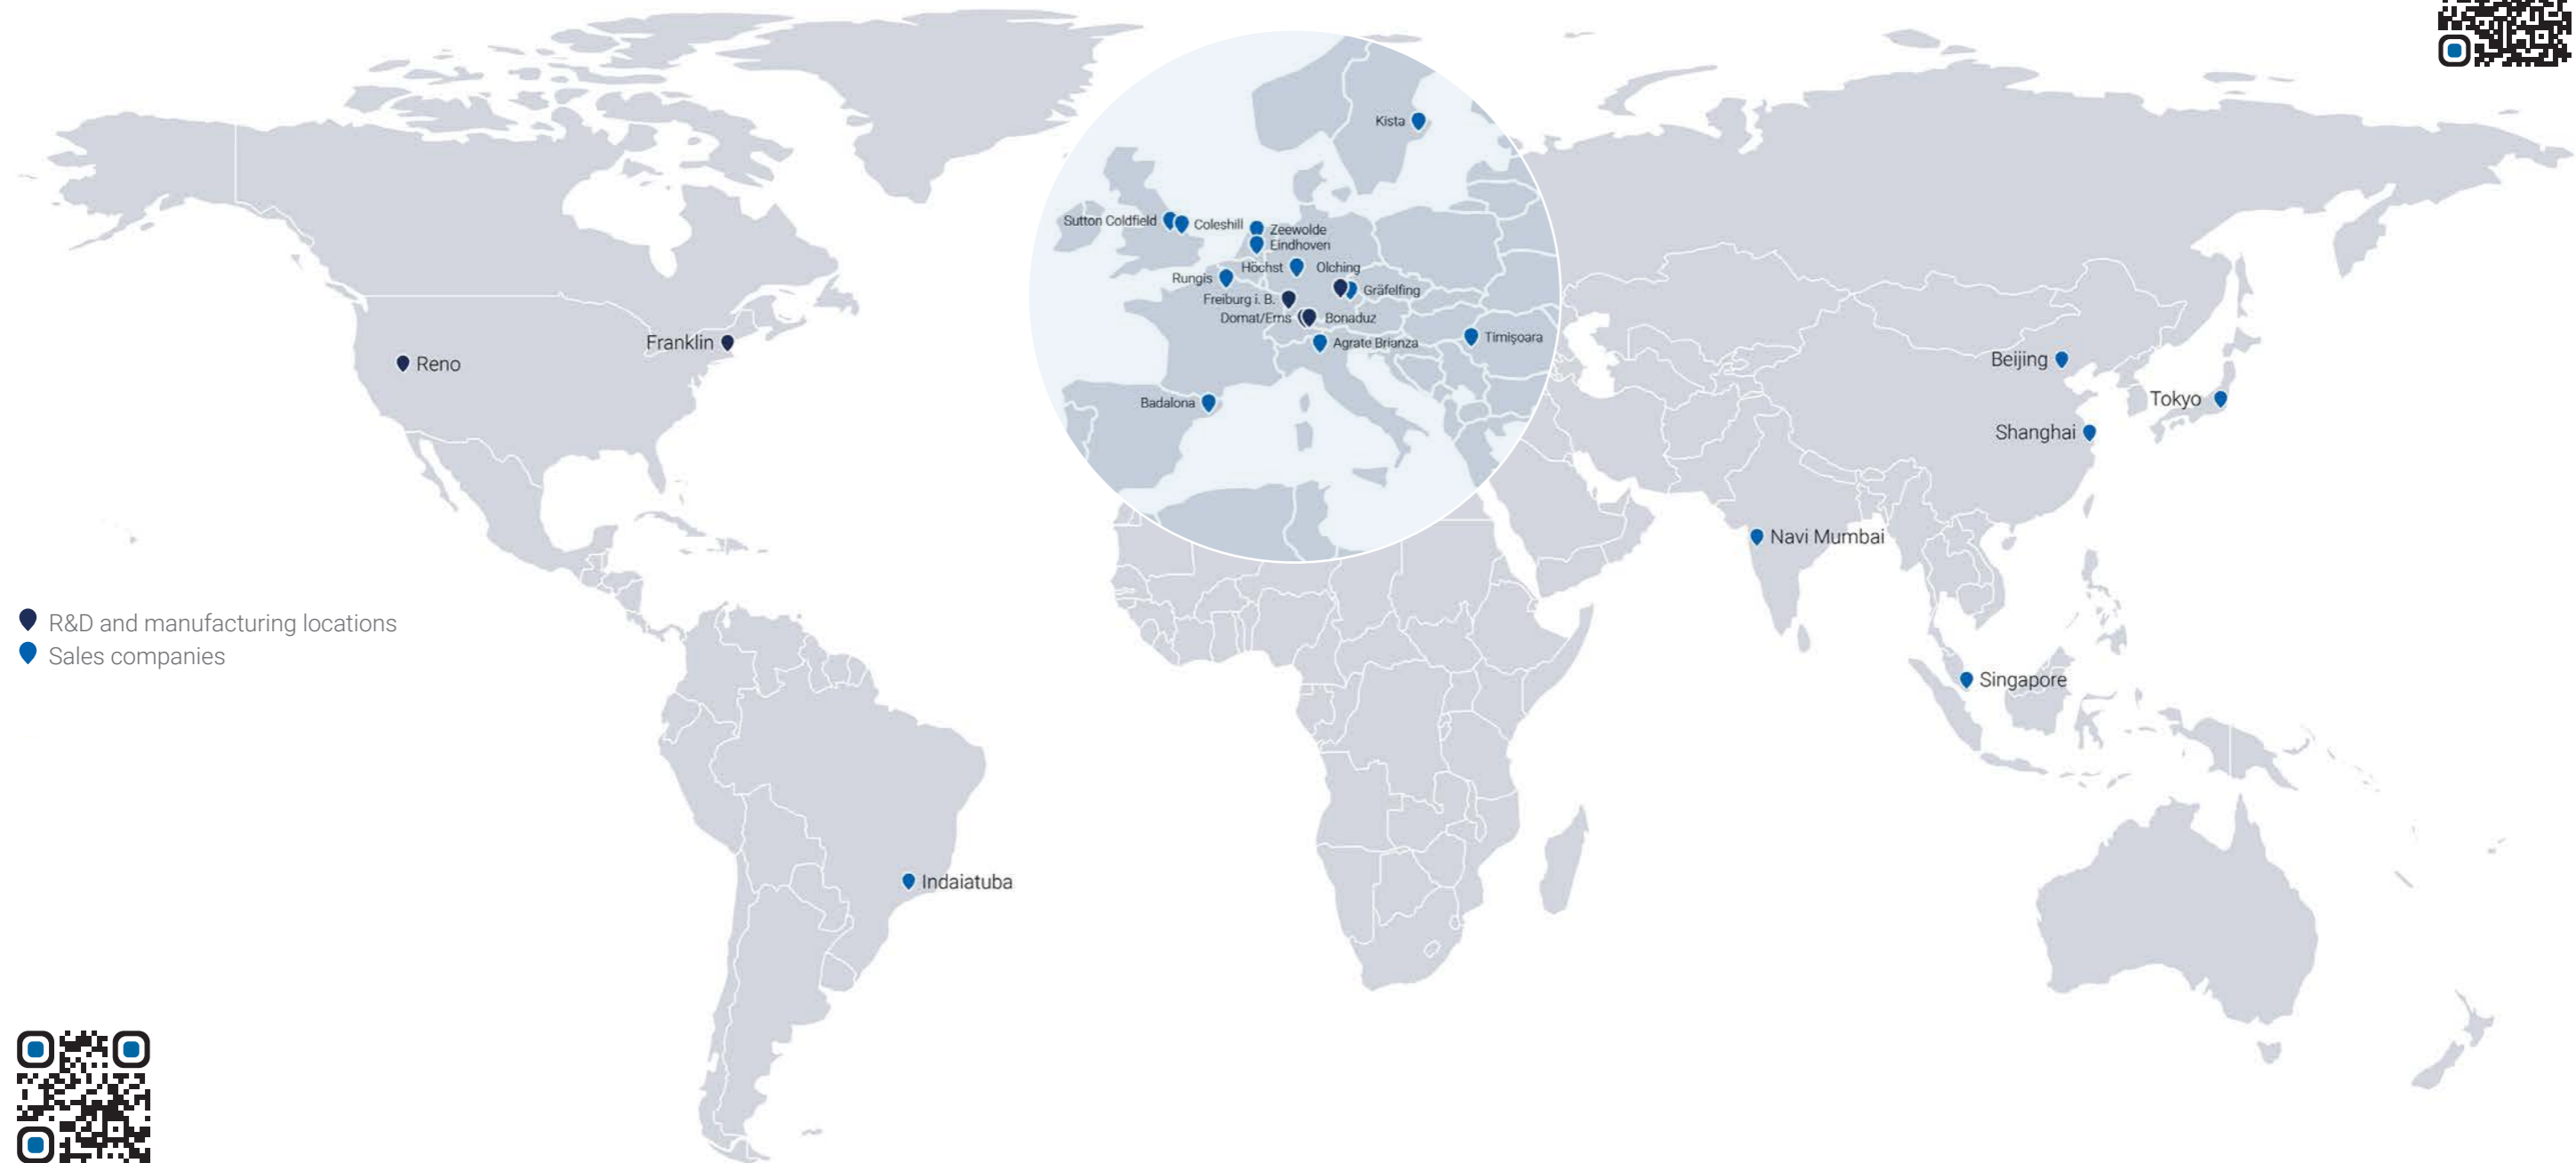 Kista
Sutton Coldfield
Coleshill
Zeewolde
Eindhoven
Höchst
Olching
Rungis
Gräfelfing
Freiburg i. B.
Domat/Ems
Bonaduz
Timişoara
Agrate Brianza
Franklin
Reno
Beijing
Tokyo
Badalona
Shanghai
Navi Mumbai
R&D and manufacturing locations
Sales companies
Singapore
Indaiatuba